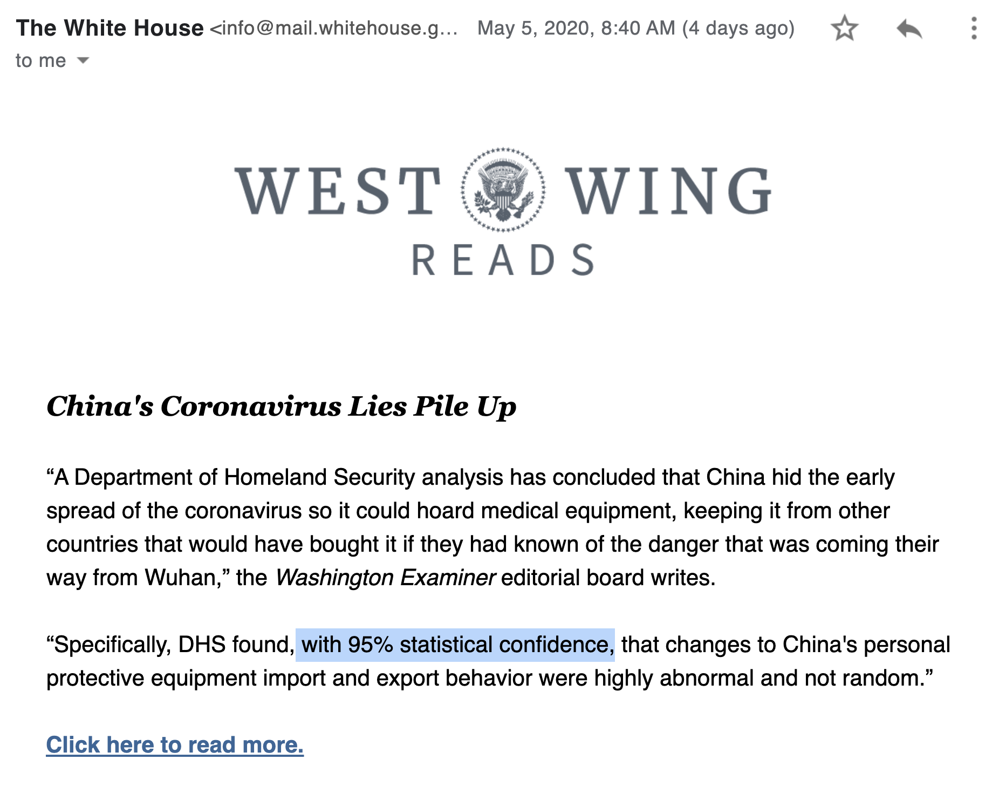 The White House <info@mail.whitehouse.g... May 5, 2020, 8:40 AM (4 days ago)
to me
WEST WING
READS
China's Coronavirus Lies Pile Up
“A Department of Homeland Security analysis has concluded that China hid the early
spread of the coronavirus so it could hoard medical equipment, keeping it from other
countries that would have bought it if they had known of the danger that was coming their
way from Wuhan,” the Washington Examiner editorial board writes.
“Specifically, DHS found, with 95% statistical confidence, that changes to China's personal
protective equipment import and export behavior were highly abnormal and not random.”
Click here to read more.